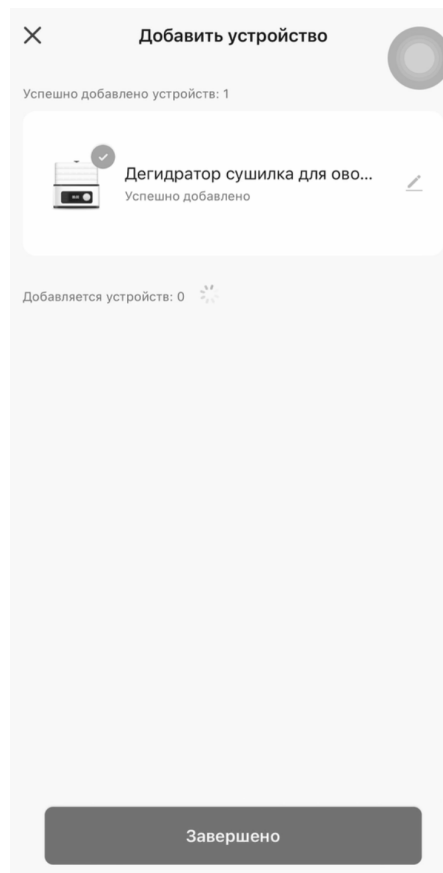 Добавить устройство
Успешно добавлено устройств: 1
Дегидратор сушилка для ово...
Успешно добавлено
Добавляется устройств: 0
Завершено